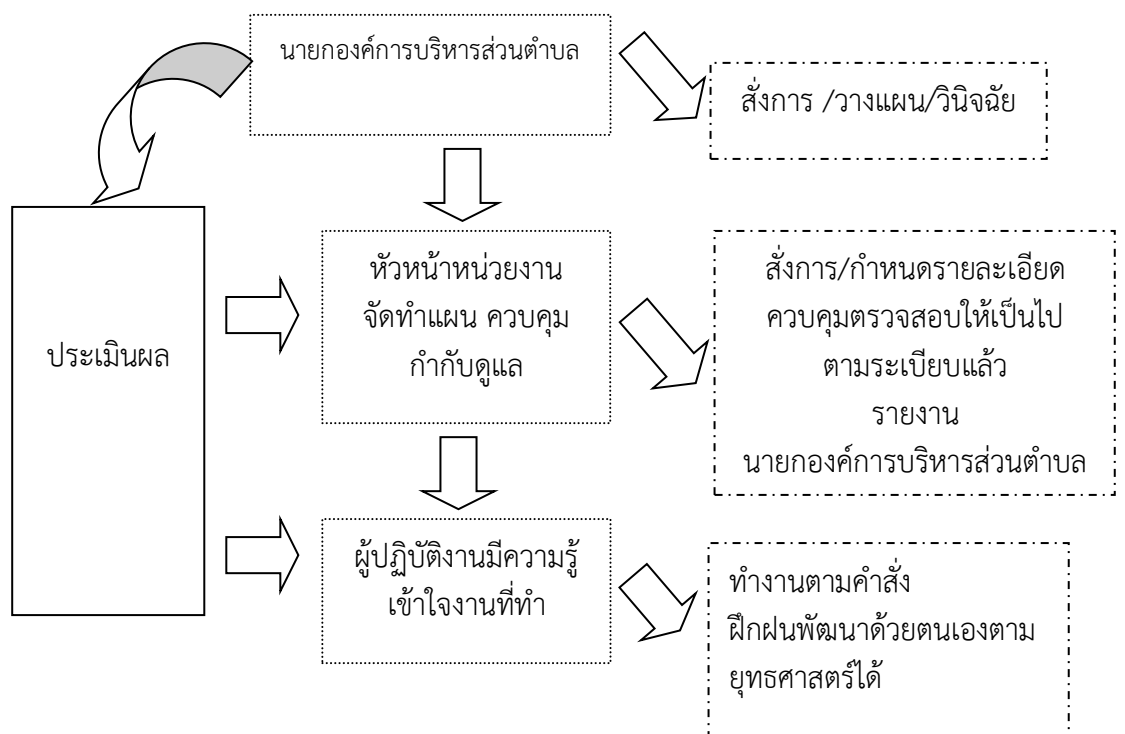 นายกองค์การบริหารส่วนตำบล
สั่งการ /วางแผน/วินิจฉัย
หัวหน้าหน่วยงาน
จัดทำแผน ควบคุม
กำกับดูแล
สั่งการ/กำหนดรายละเอียด
ควบคุมตรวจสอบให้เป็นไป
ตามระเบียบแล้ว
รายงาน
นายกองค์การบริหารส่วนตำบล
ประเมินผล
ผู้ปฏิบัติงานมีความรู้
เข้าใจงานที่ทำ
ทำงานตามคำสั่ง
ฝึกฝนพัฒนาด้วยตนเองตาม
ยุทธศาสตร์ได้